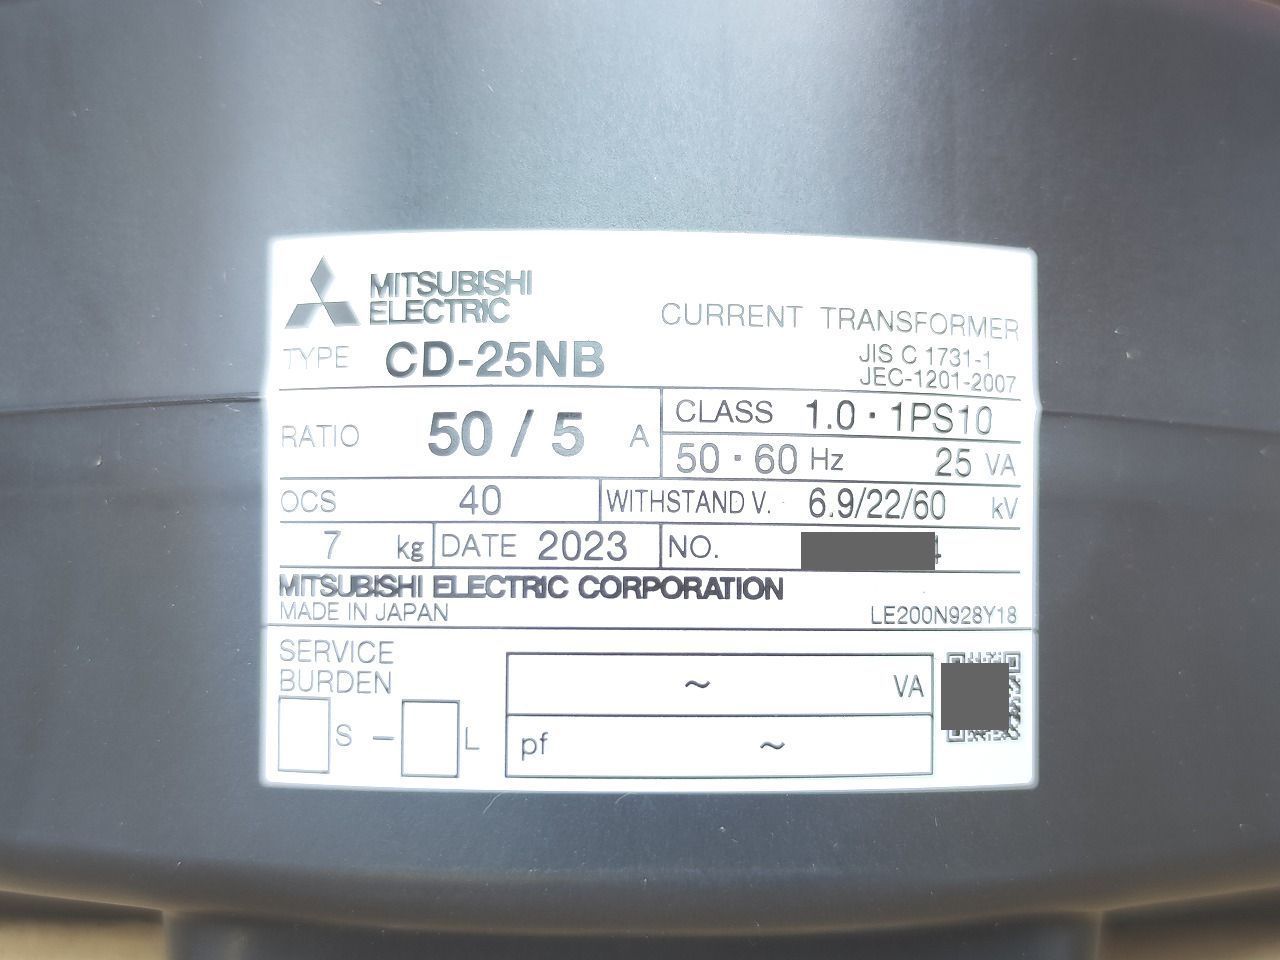 MITSUBISHI
ELECTRIC
CURRENT TRANSFORMER
TYPE CD-25NB
JIS C 1731-1
JEC-1201-2007
RATIO 50 / 5 A
CLASS 1.0・1PS10
50・60 Hz 25 VA
OCS 40 WITHSTAND V. 6.9/22/60 kV
7 kg DATE 2023 NO.
MITSUBISHI ELECTRIC CORPORATION
MADE IN JAPAN LE200N928Y18
SERVICE
BURDEN
~ VA
S - L
pf ~